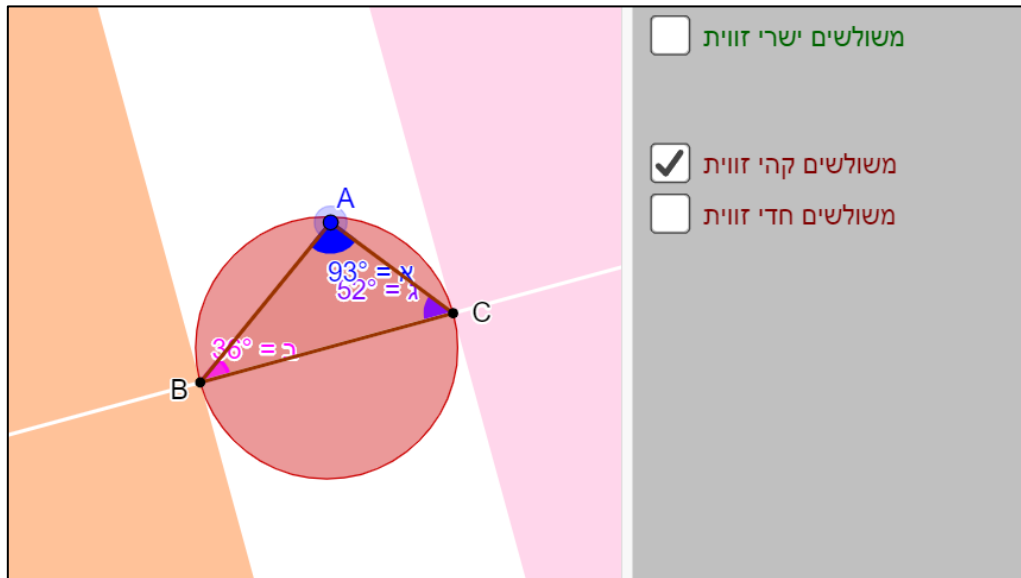 משולשים ישרי זווית
משולשים קהי זווית
משולשים חדי זווית
A
א = 93°
ג = 52°
C
ב = 36°
B